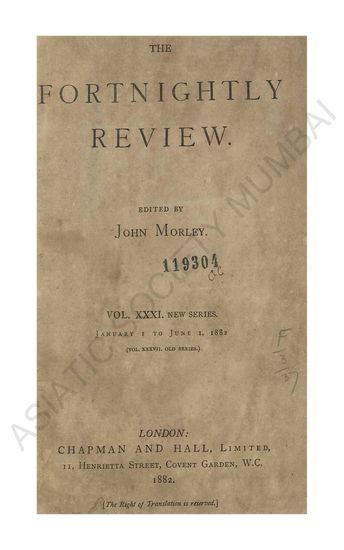 THE
FORTNIGHTLY
REVIEW.
EDITED BY
JOHN MORLEY.
119304
VOL. XXXI. NEW SERIES.
JANUARY 1 TO JUNE 1, 1882
(VOL. XXXVII. OLD SERIES.)
LONDON:
CHAPMAN AND HALL, LIMITED,
11, HENRIETTA STREET, COVENT GARDEN, W.C.
1882.
[The Right of Translation is reserved.]
ASIATIC SOCIETY MUMBAI